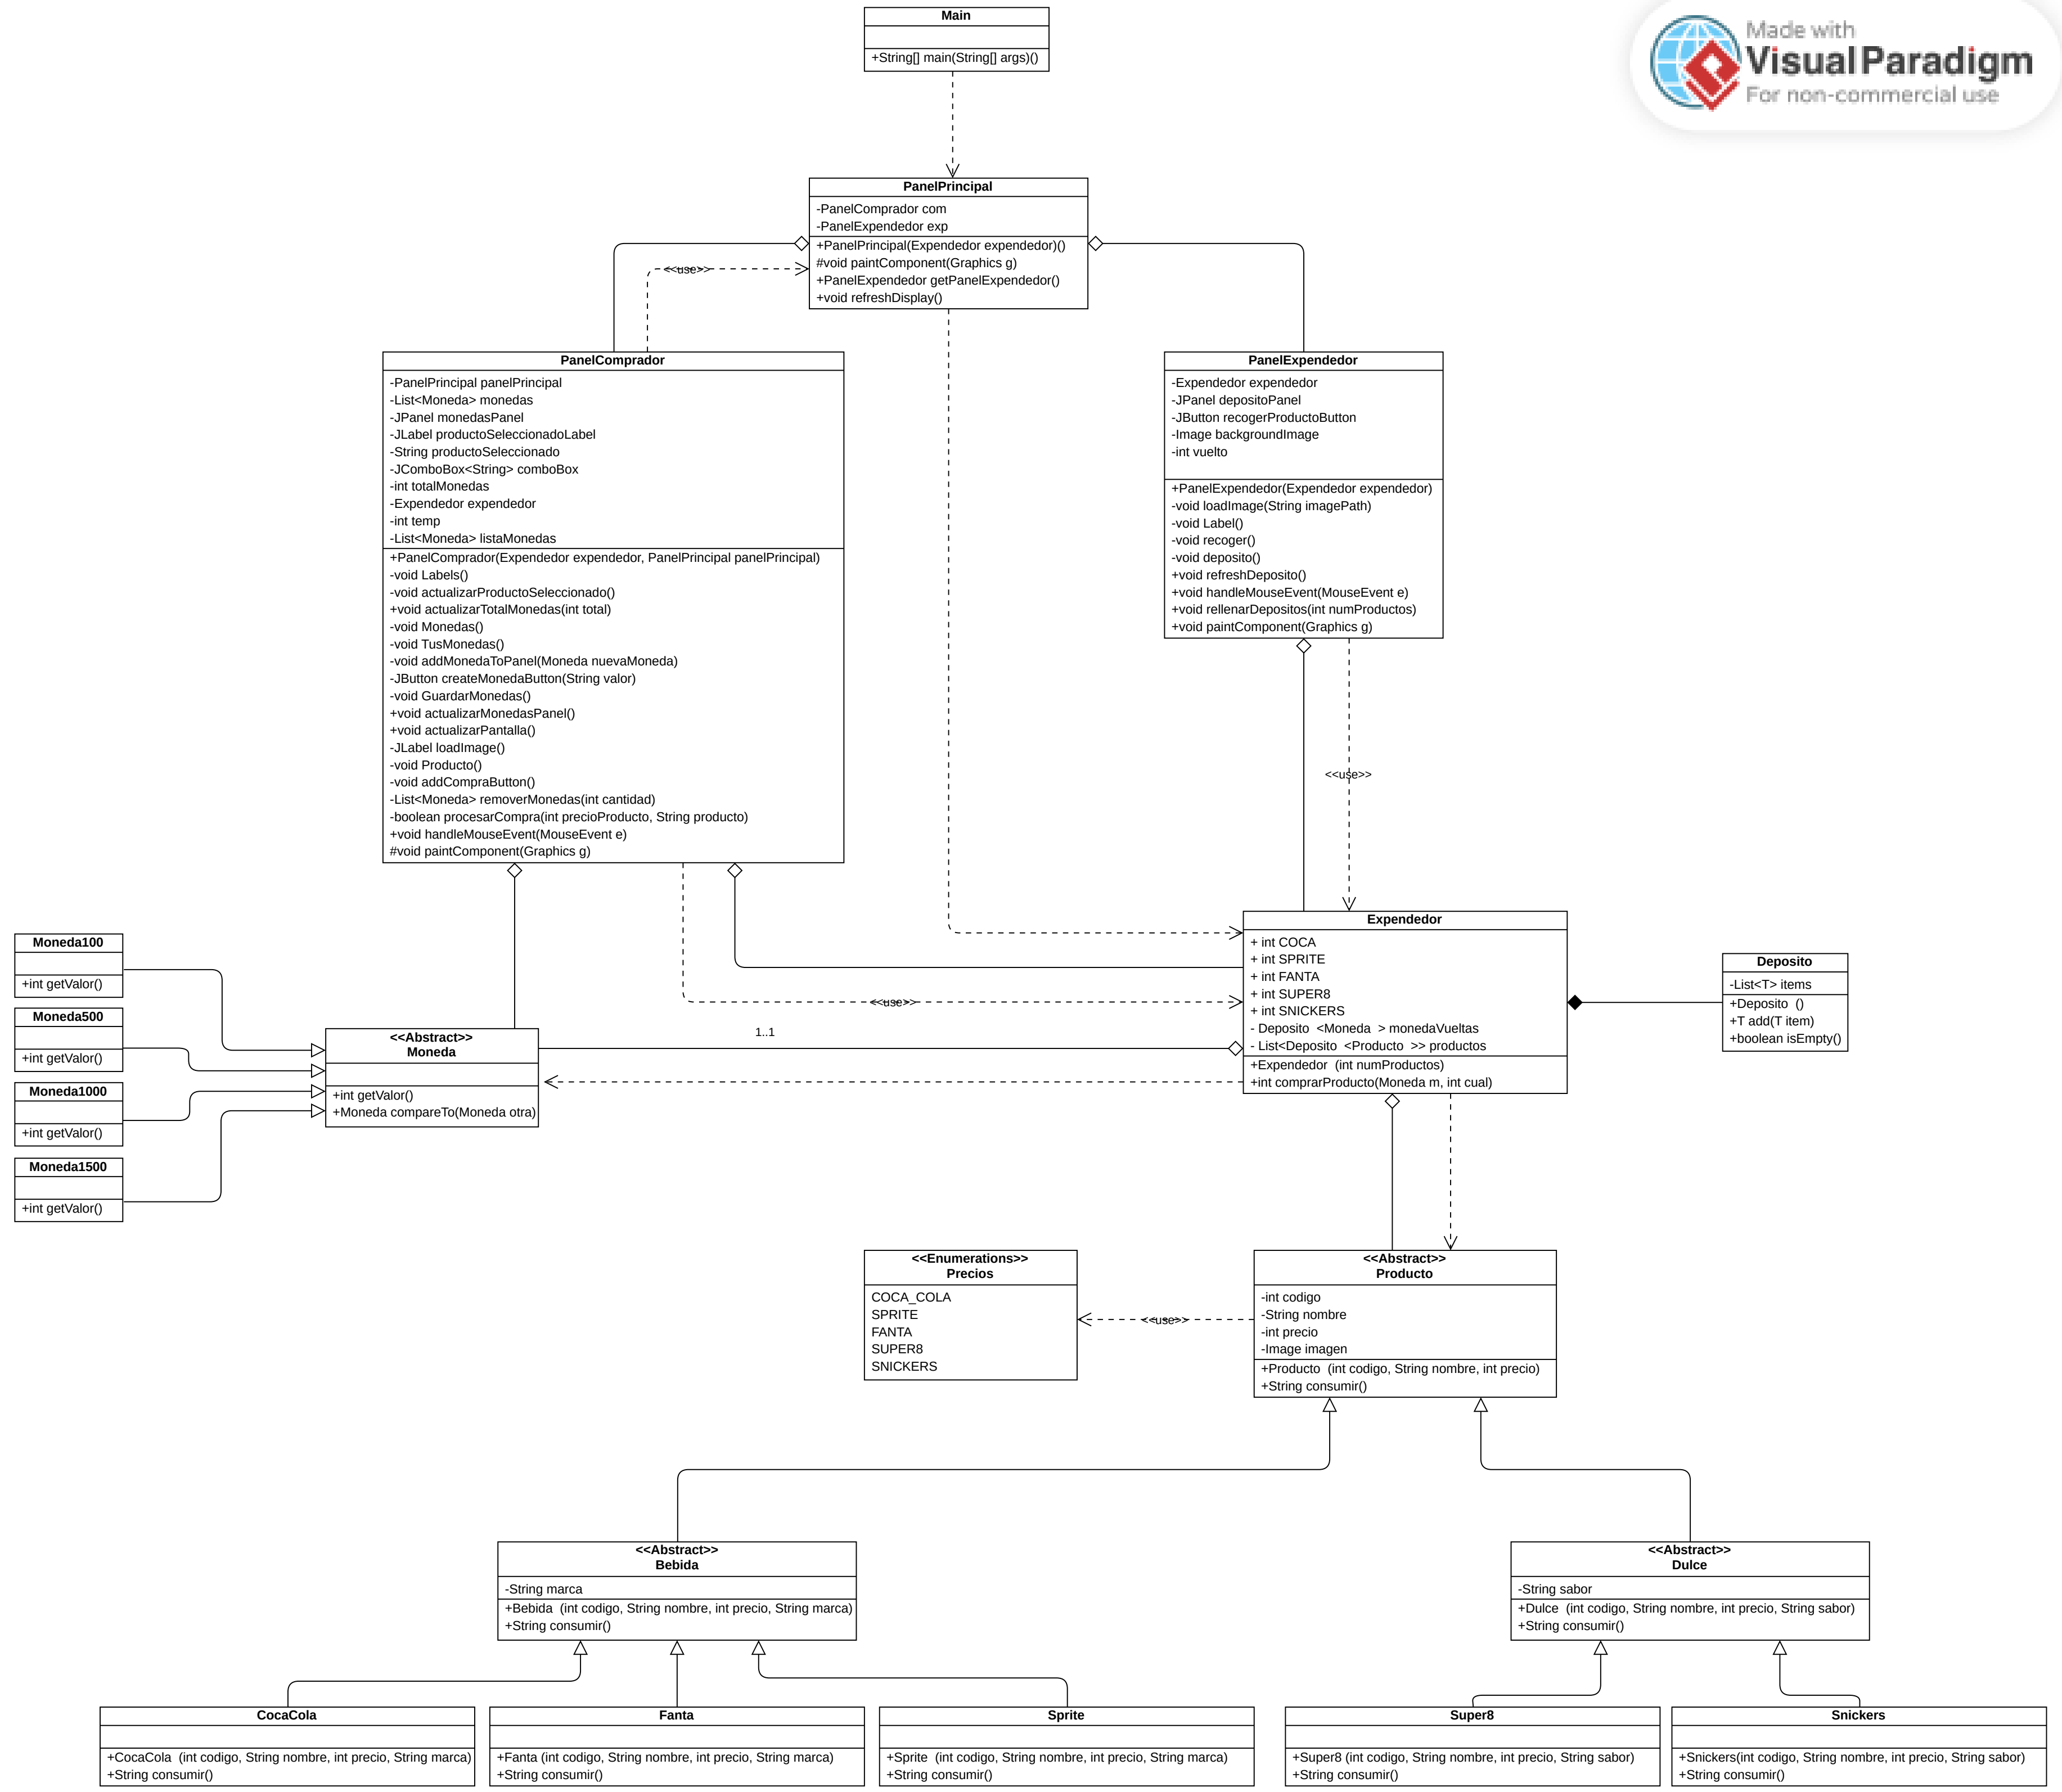 Main
+String[] main(String[] args)()
Made with
VisualParadigm
For non-commercial use
PanelPrincipal
-PanelComprador com
-PanelExpendedor exp
+PanelPrincipal(Expendedor expendedor)()
#void paintComponent(Graphics g)
+PanelExpendedor getPanelExpendedor()
+void refreshDisplay()
<<use>>
PanelComprador
-PanelPrincipal panelPrincipal
-List<Moneda> monedas
-JPanel monedasPanel
-JLabel productoSeleccionadoLabel
-String productoSeleccionado
-JComboBox<String> comboBox
-int totalMonedas
-Expendedor expendedor
-int temp
-List<Moneda> listaMonedas
+PanelComprador(Expendedor expendedor, PanelPrincipal panelPrincipal)
-void Labels()
-void actualizarProductoSeleccionado()
+void actualizarTotalMonedas(int total)
-void Monedas()
-void TusMonedas()
-void addMonedaToPanel(Moneda nuevaMoneda)
-JButton createMonedaButton(String valor)
-void GuardarMonedas()
+void actualizarMonedasPanel()
+void actualizarPantalla()
-JLabel loadImage()
-void Producto()
-void addCompraButton()
-List<Moneda> removerMonedas(int cantidad)
-boolean procesarCompra(int precioProducto, String producto)
+void handleMouseEvent(MouseEvent e)
#void paintComponent(Graphics g)
PanelExpendedor
-Expendedor expendedor
-JPanel depositoPanel
-JButton recogerProductoButton
-Image backgroundImage
-int vuelto
+PanelExpendedor(Expendedor expendedor)
-void loadImage(String imagePath)
-void Label()
-void recoger()
-void deposito()
+void refreshDeposito()
+void handleMouseEvent(MouseEvent e)
+void rellenarDepositos(int numProductos)
+void paintComponent(Graphics g)
<<use>>
Expendedor
+ int COCA
+ int SPRITE
+ int FANTA
+ int SUPER8
+ int SNICKERS
- Deposito <Moneda > monedaVueltas
- List<Deposito <Producto >> productos
+Expendedor (int numProductos)
+int comprarProducto(Moneda m, int cual)
Deposito
-List<T> items
+Deposito ()
+T add(T item)
+boolean isEmpty()
<<use>>
1..1
Moneda100
+int getValor()
Moneda500
+int getValor()
Moneda1000
+int getValor()
Moneda1500
+int getValor()
<<Abstract>>
Moneda
+int getValor()
+Moneda compareTo(Moneda otra)
<<Enumerations>>
Precios
COCA_COLA
SPRITE
FANTA
SUPER8
SNICKERS
<<use>>
<<Abstract>>
Producto
-int codigo
-String nombre
-int precio
-Image imagen
+Producto (int codigo, String nombre, int precio)
+String consumir()
<<Abstract>>
Bebida
-String marca
+Bebida (int codigo, String nombre, int precio, String marca)
+String consumir()
<<Abstract>>
Dulce
-String sabor
+Dulce (int codigo, String nombre, int precio, String sabor)
+String consumir()
CocaCola
+CocaCola (int codigo, String nombre, int precio, String marca)
+String consumir()
Fanta
+Fanta (int codigo, String nombre, int precio, String marca)
+String consumir()
Sprite
+Sprite (int codigo, String nombre, int precio, String marca)
+String consumir()
Super8
+Super8 (int codigo, String nombre, int precio, String sabor)
+String consumir()
Snickers
+Snickers(int codigo, String nombre, int precio, String sabor)
+String consumir()